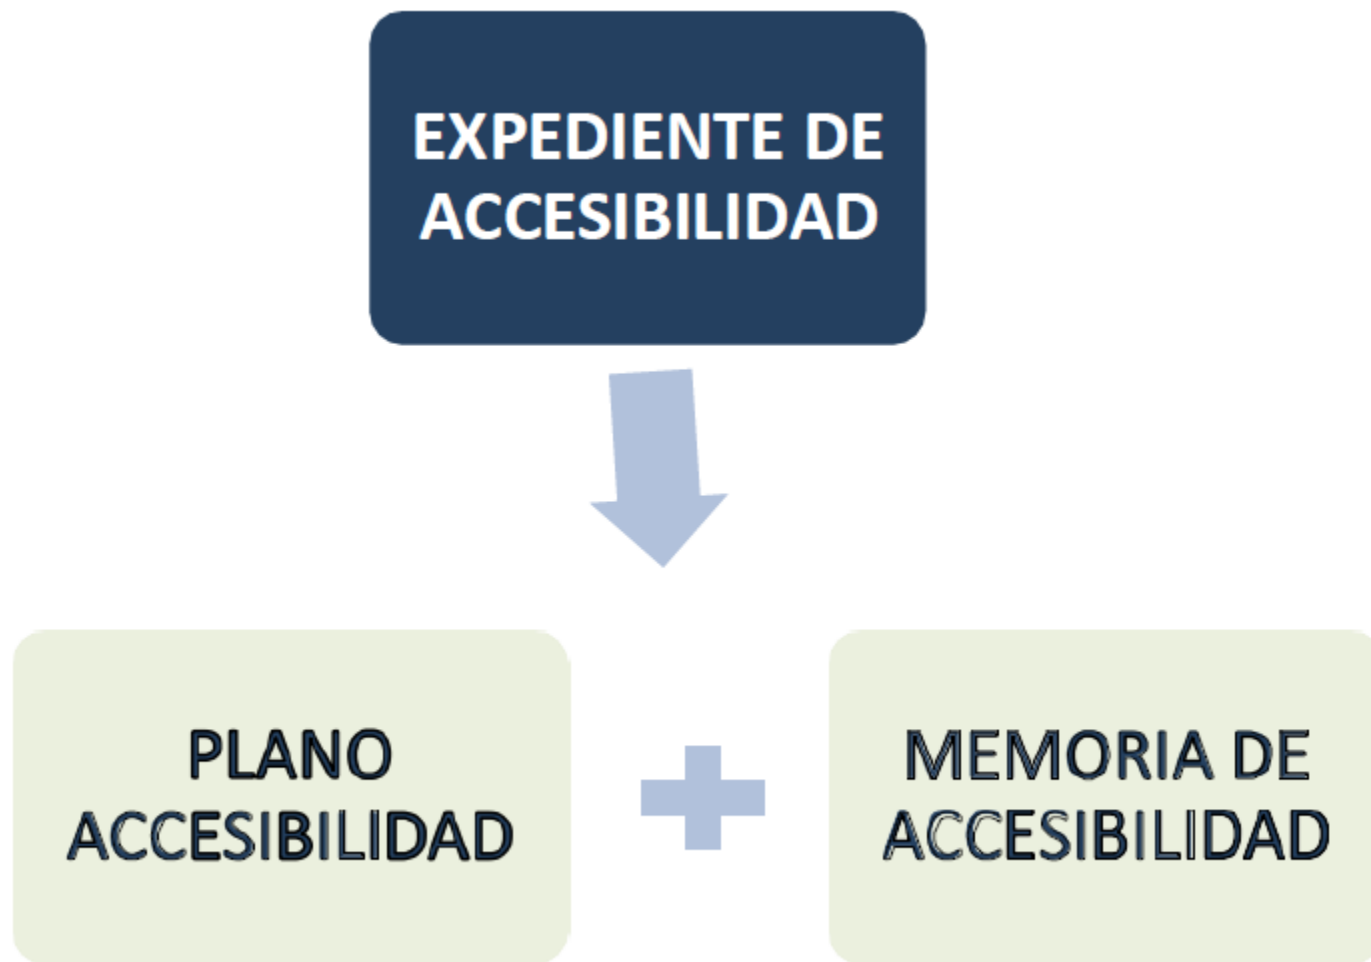 EXPEDIENTE DE
ACCESIBILIDAD
PLANO
ACCESIBILIDAD
MEMORIA DE
ACCESIBILIDAD